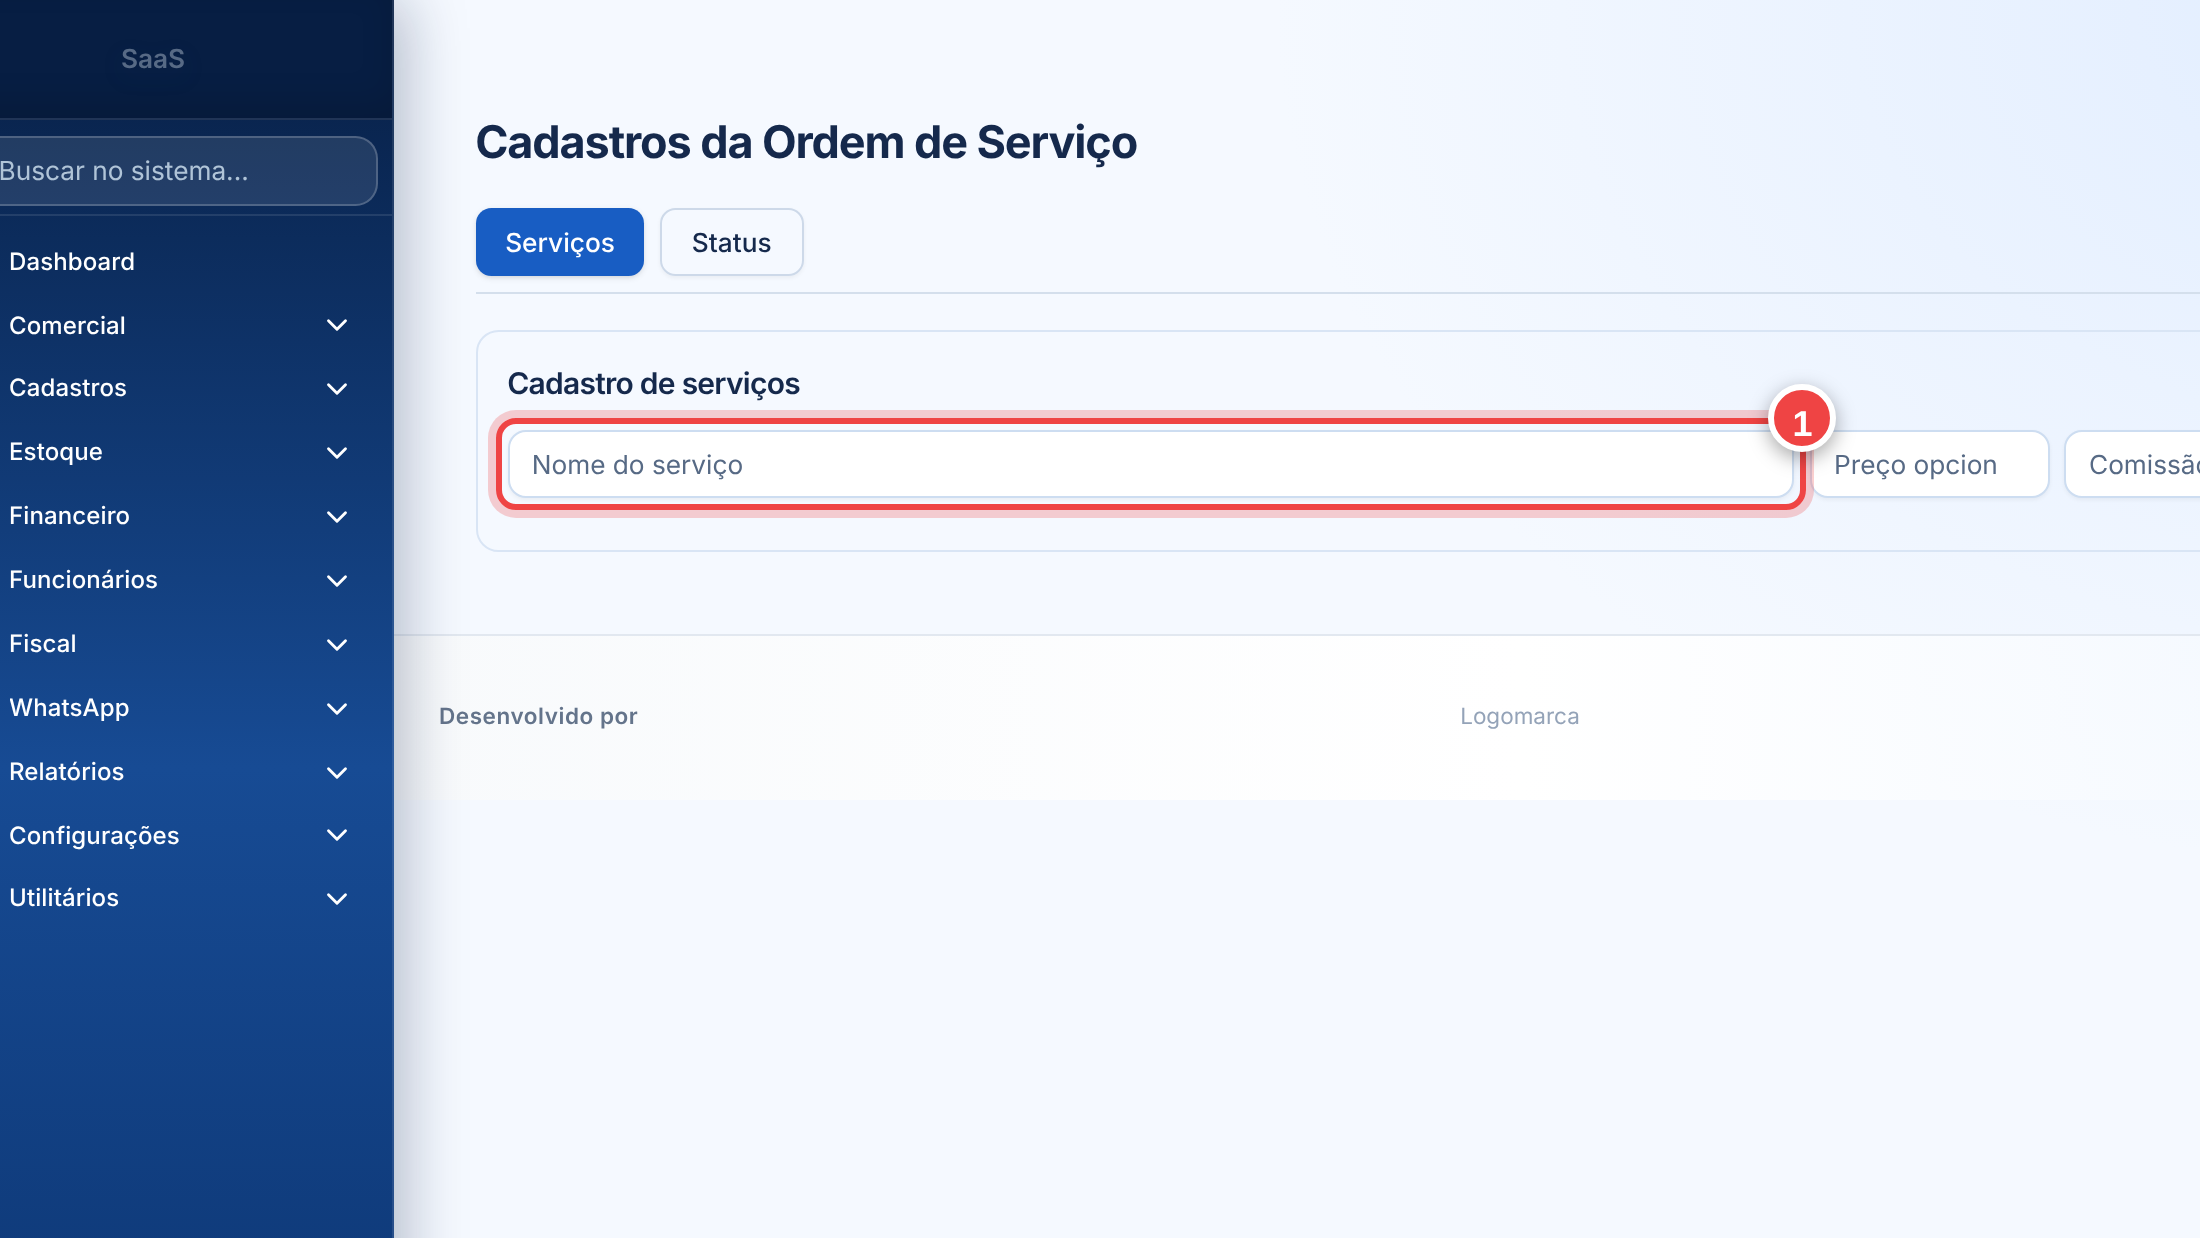 SaaS
Buscar no sistema...
Dashboard
Comercial
Cadastros
Estoque
Financeiro
Funcionários
Fiscal
WhatsApp
Relatórios
Configurações
Utilitários
Cadastros da Ordem de Serviço
Serviços
Status
Cadastro de serviços
1
Nome do serviço
Preço opcion
Comissão
Desenvolvido por
Logomarca